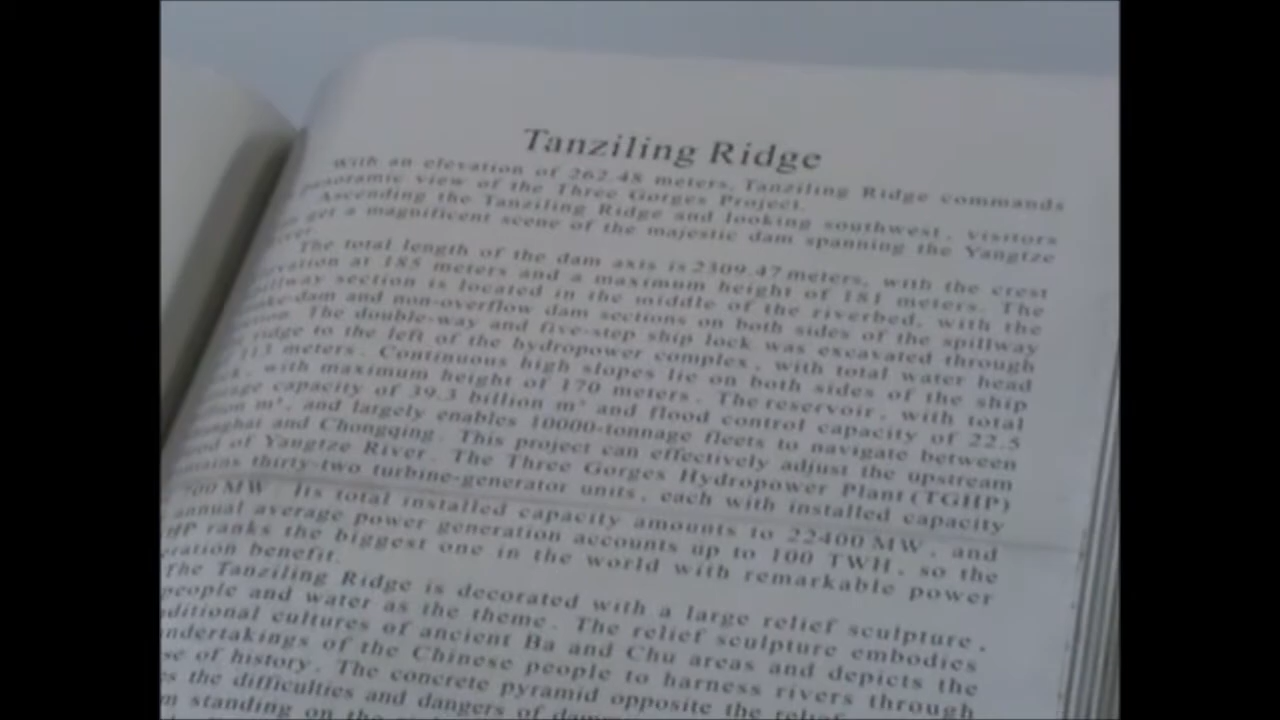 Tanziling Ridge
With an elevation of 262.48 meters, Tanziling Ridge commands
panoramic view of the Three Gorges Project.
Ascending the Tanziling Ridge and looking southwest, visitors
get a magnificent scene of the majestic dam spanning the Yangtze
The total length of the dam axis is 2309.47 meters, with the crest
at 185 meters and a maximum height of 181 meters. The
section is located in the middle of the riverbed, with the
dam and non-overflow dam sections on both sides of the spillway
The double-way and five-step ship lock was excavated through
ridge to the left of the hydropower complex, with total water head
113 meters. Continuous high slopes lie on both sides of the ship
with maximum height of 170 meters. The reservoir, with total
capacity of 39.3 billion m³ and flood control capacity of 22.5
m³, and largely enables 10000-tonnage fleets to navigate between
and Chongqing. This project can effectively adjust the upstream
of Yangtze River. The Three Gorges Hydropower Plant (TGHP)
thirty-two turbine-generator units, each with installed capacity
700 MW. Its total installed capacity amounts to 22400 MW, and
annual average power generation accounts up to 100 TWH, so the
ranks the biggest one in the world with remarkable power
benefit.
The Tanziling Ridge is decorated with a large relief sculpture,
people and water as the theme. The relief sculpture embodies
cultures of ancient Ba and Chu areas and depicts the
of the Chinese people to harness rivers through
of history. The concrete pyramid opposite the relief
the difficulties and dangers of
standing on the